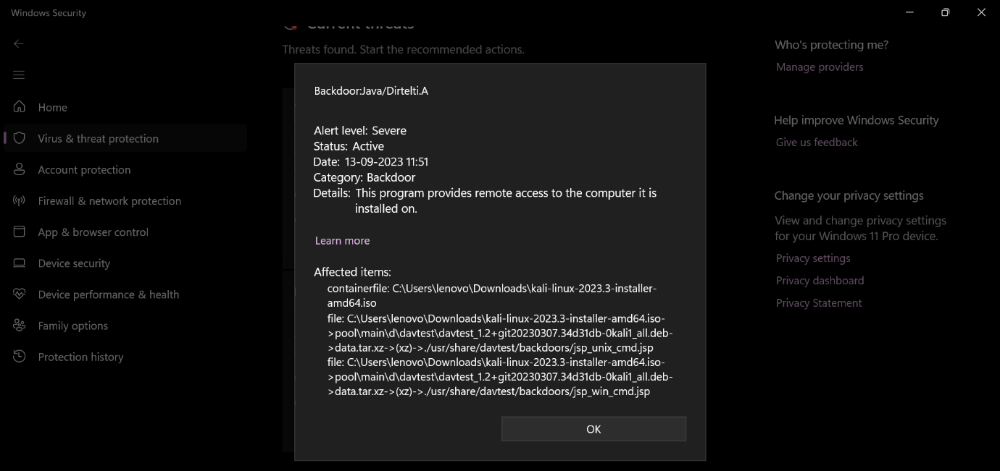 Windows Security
Current threats
Threats found. Start the recommended actions.
Who's protecting me?
Manage providers
Home
Virus & threat protection
Account protection
Firewall & network protection
App & browser control
Device security
Device performance & health
Family options
Protection history
Backdoor:Java/Dirtelti.A
Alert level: Severe
Status: Active
Date: 13-09-2023 11:51
Category: Backdoor
Details: This program provides remote access to the computer it is
installed on.
Learn more
Affected items:
containerfile: C:\Users\lenovo\Downloads\kali-linux-2023.3-installer-
amd64.iso
file: C:\Users\lenovo\Downloads\kali-linux-2023.3-installer-amd64.iso-
>pool\main\d\davtest\davtest_1.2+git20230307.34d31db-0kali1_all.deb-
>data.tar.xz->(xz)->./usr/share/davtest/backdoors/jsp_unix_cmd.jsp
file: C:\Users\lenovo\Downloads\kali-linux-2023.3-installer-amd64.iso-
>pool\main\d\davtest\davtest_1.2+git20230307.34d31db-0kali1_all.deb-
>data.tar.xz->(xz)->./usr/share/davtest/backdoors/jsp_win_cmd.jsp
OK
Help improve Windows Security
Give us feedback
Change your privacy settings
View and change privacy settings
for your Windows 11 Pro device.
Privacy settings
Privacy dashboard
Privacy Statement